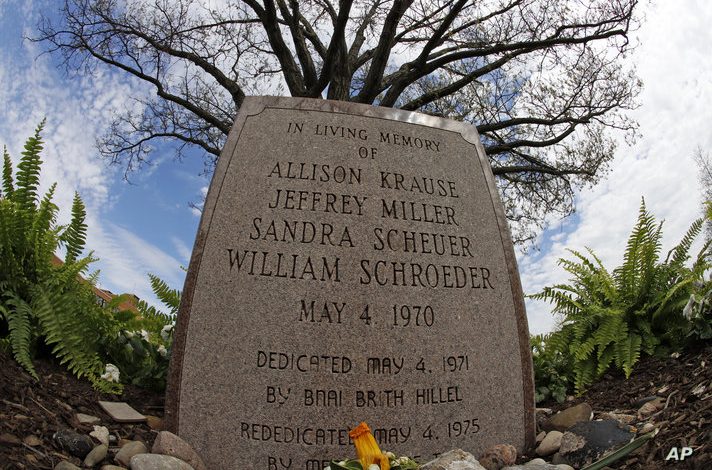 IN LIVING MEMORY
OF
ALLISON KRAUSE
JEFFREY MILLER
SANDRA SCHEUER
WILLIAM SCHROEDER
MAY 4, 1970
DEDICATED MAY 4, 1971
BY BNAI BRITH HILLEL
REDEDICATED MAY 4, 1975
BY
AP